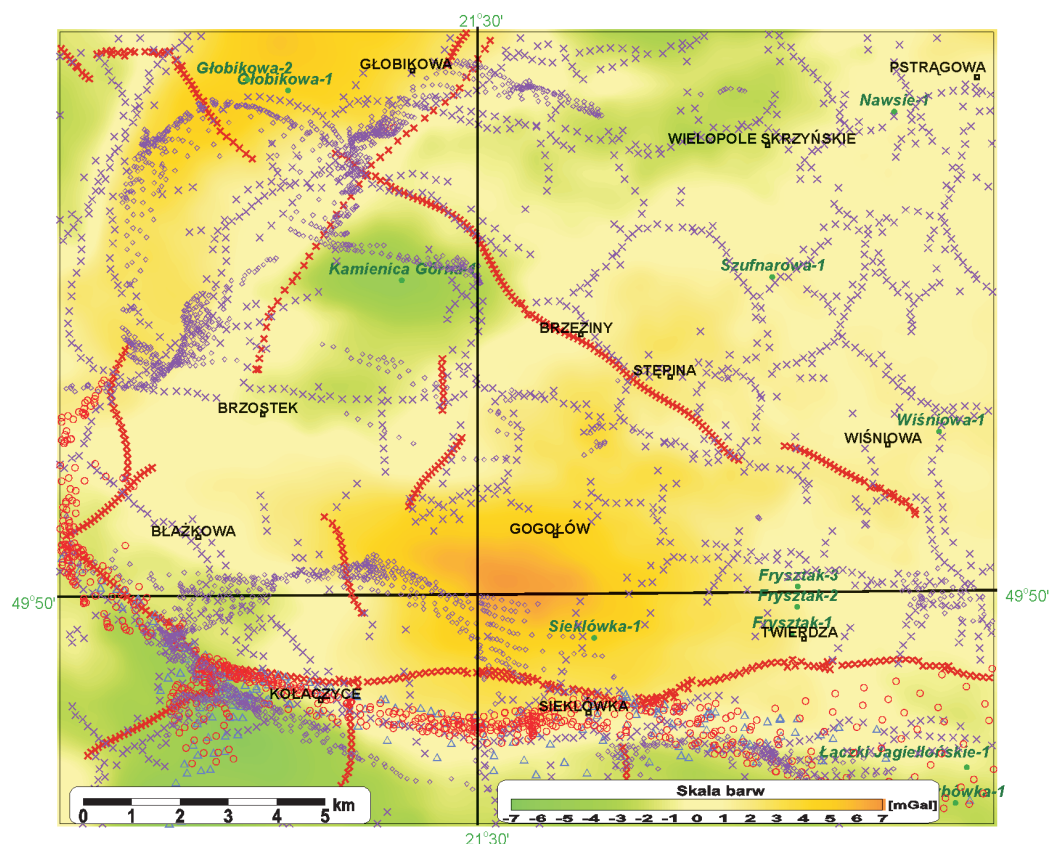 21°30'
GŁOBIKOWA
PSTRĄGOWA
Głobikowa-2
Głobikowa-1
Nawsie-1
WIELOPOLE SKRZYŃSKIE
Kamienica Górna-1
Szufnarowa-1
BRZEZINY
STĘPINA
BRZOSTEK
Wiśniowa-1
WIŚNIOWA
BŁAŻKOWA
GOGOŁÓW
Frysztak-3
49°50'
49°50'
Frysztak-2
Sieklówka-1
Frysztak-1
TWIERDZA
KOŁACZYCE
SIEKLÓWKA
Łączki Jagiellońskie-1
bówka-1
Skala barw
[mGal]
0 1 2 3 4 5 km
-7 -6 -5 -4 -3 -2 -1 0 1 2 3 4 5 6 7
21°30'